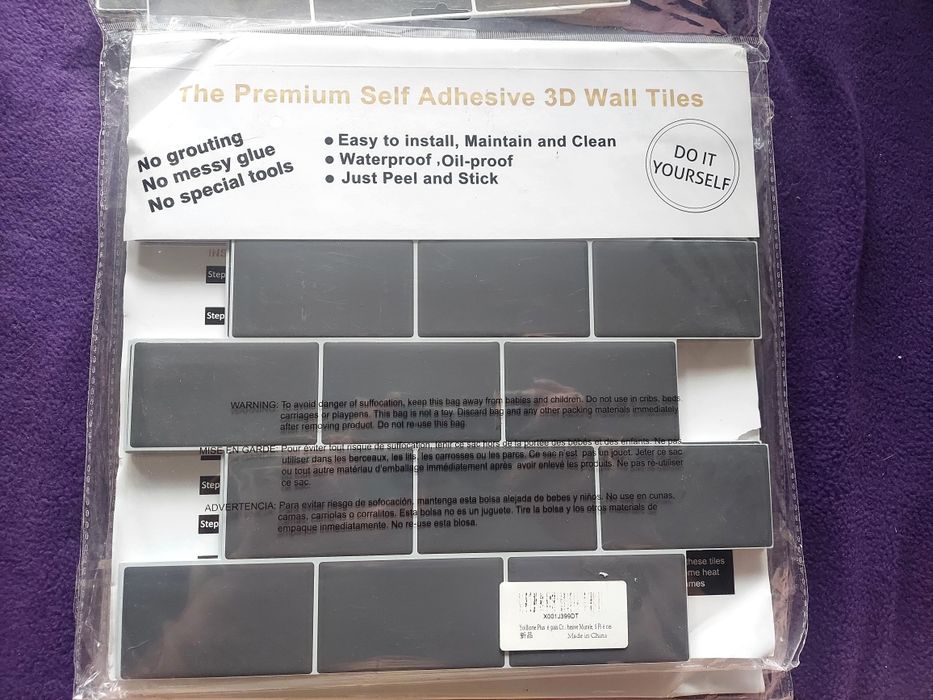 The Premium Self Adhesive 3D Wall Tiles
No grouting
No messy glue
No special tools
● Easy to install, Maintain and Clean
● Waterproof ,Oil-proof
● Just Peel and Stick
DO IT
YOURSELF
INS
Step
Step
WARNING: To avoid danger of suffocation, keep this bag away from babies and children. Do not use in cribs, beds,
carriages or playpens. This bag is not a toy. Discard bag and any other packing materials immediately
after removing product. Do not re-use this bag
MISE EN GARDE: Pour éviter tout risque de suffocation, tenir ce sac hors de la portée des bébés et des enfants. Ne pas
utiliser dans les berceaux, les lits, les carrosses ou les parcs. Ce sac n'est pas un jouet. Jeter ce sac
ou tout autre matériau d'emballage immédiatement après avoir enlevé les produits. Ne pas ré-utiliser
ce sac.
Step
ADVERTENCIA: Para evitar riesgo de sofocación, mantenga esta bolsa alejada de bebes y niños. No use en cunas,
camas, carriolas o corralitos. Esta bolsa no es un juguete. Tire la bolsa y los otros materiales de
empaque inmediatamente. No re-use esta blosa.
Step
these tiles
me heat
mes
X001J399DT
新品 Made in China